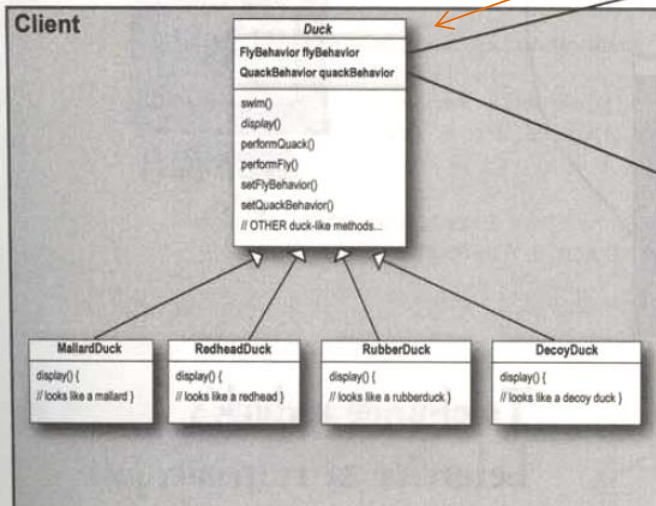 Client
Duck
FlyBehavior flyBehavior
QuackBehavior quackBehavior
swim()
display()
performQuack()
performFly()
setFlyBehavior()
setQuackBehavior()
// OTHER duck-like methods...
MallardDuck
display() {
// looks like a mallard }
RedheadDuck
display() {
// looks like a redhead }
RubberDuck
display() {
// looks like a rubberduck }
DecoyDuck
display() {
// looks like a decoy duck }